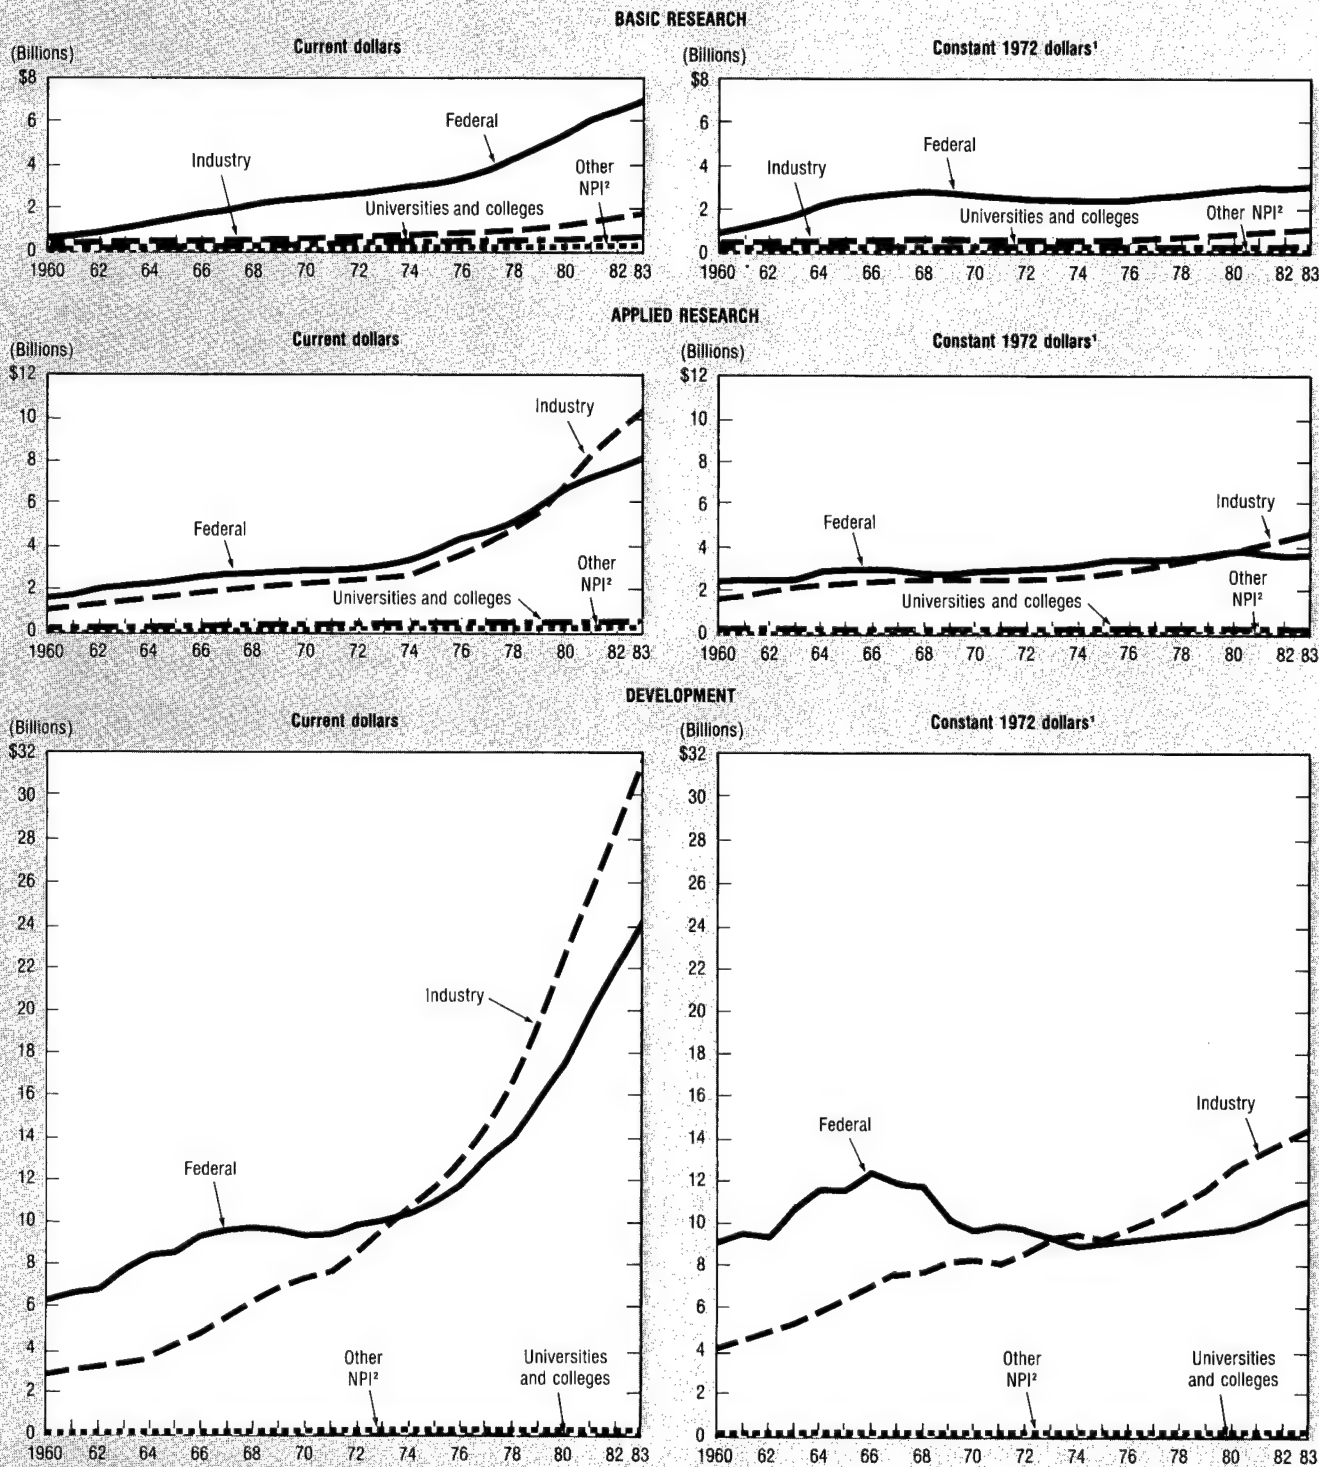 BASIC RESEARCH
Current dollars
(Billions)
$8
6
4
2
0
Federal
Industry
Other
NPI²
Universities and colleges
1960 62 64 66 68 70 72 74 76 78 80 82 83
Constant 1972 dollars¹
(Billions)
$8
6
4
2
0
Federal
Industry
Universities and colleges
Other NPI²
1960 62 64 66 68 70 72 74 76 78 80 82 83
APPLIED RESEARCH
Current dollars
(Billions)
$12
10
8
6
4
2
0
Industry
Federal
Other
NPI²
Universities and colleges
1960 62 64 66 68 70 72 74 76 78 80 82 83
Constant 1972 dollars¹
(Billions)
$12
10
8
6
4
2
0
Industry
Federal
Other
NPI²
Universities and colleges
1960 62 64 66 68 70 72 74 76 78 80 82 83
DEVELOPMENT
Current dollars
(Billions)
$32
30
28
26
24
22
20
18
16
14
12
10
8
6
4
2
0
Industry
Federal
Other
NPI²
Universities
and colleges
1960 62 64 66 68 70 72 74 76 78 80 82 83
Constant 1972 dollars¹
(Billions)
$32
30
28
26
24
22
20
18
16
14
12
10
8
6
4
2
0
Industry
Federal
Other
NPI²
Universities
and colleges
1960 62 64 66 68 70 72 74 76 78 80 82 83